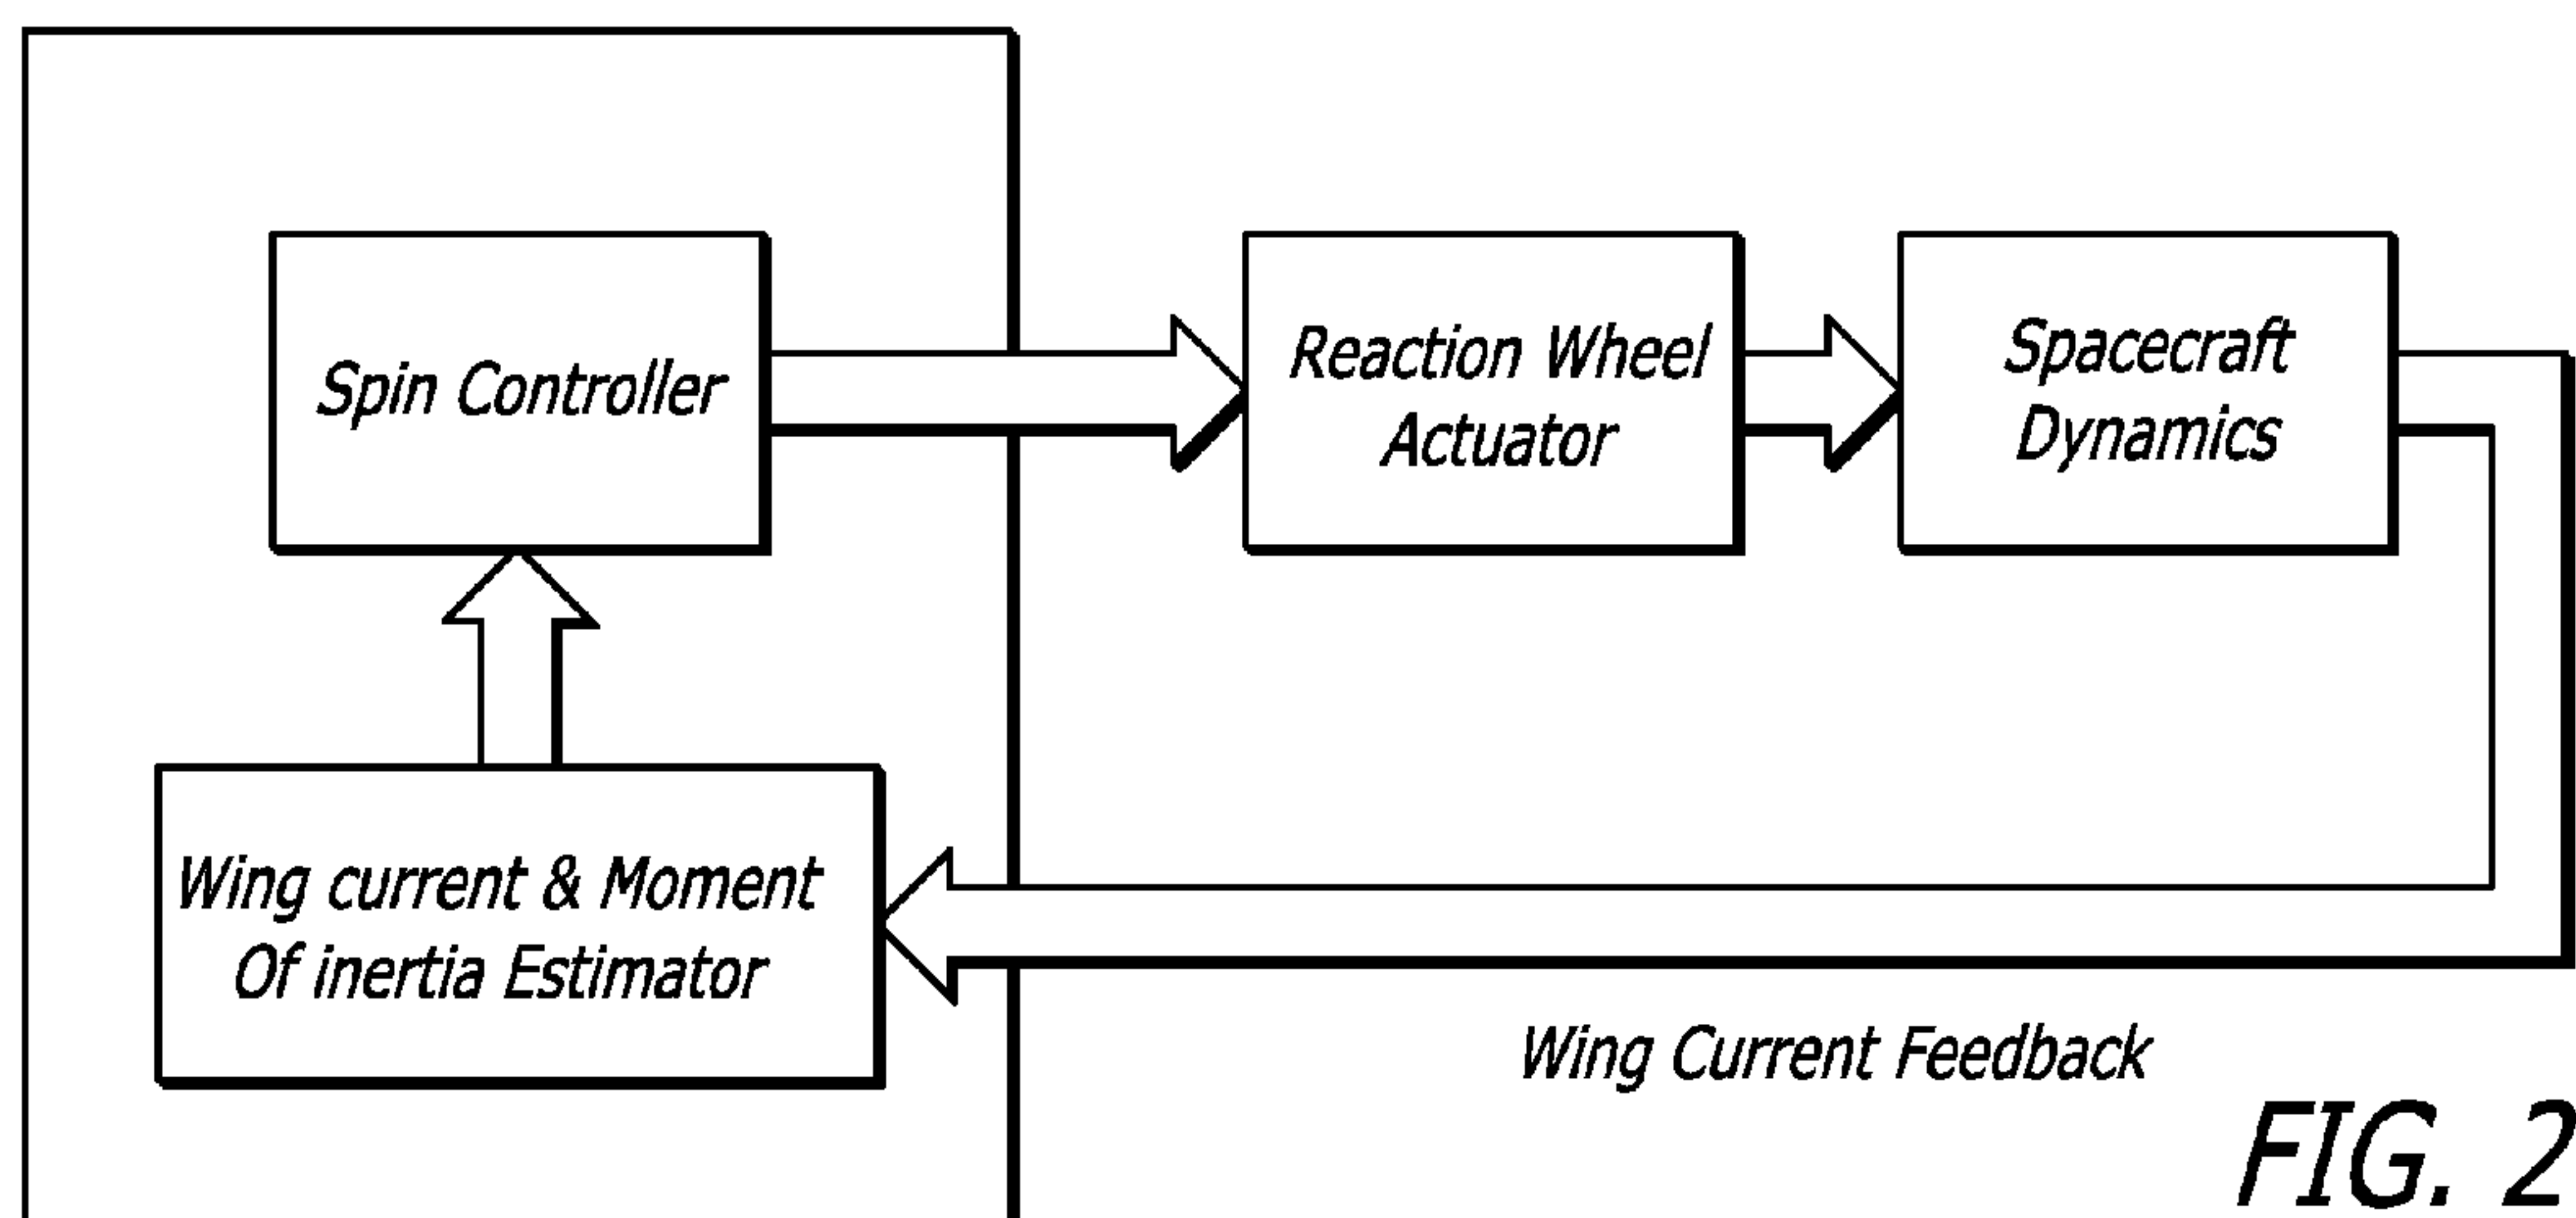 Spin Controller
Reaction Wheel
Actuator
Spacecraft
Dynamics
Wing current & Moment
Of inertia Estimator
Wing Current Feedback
FIG. 2